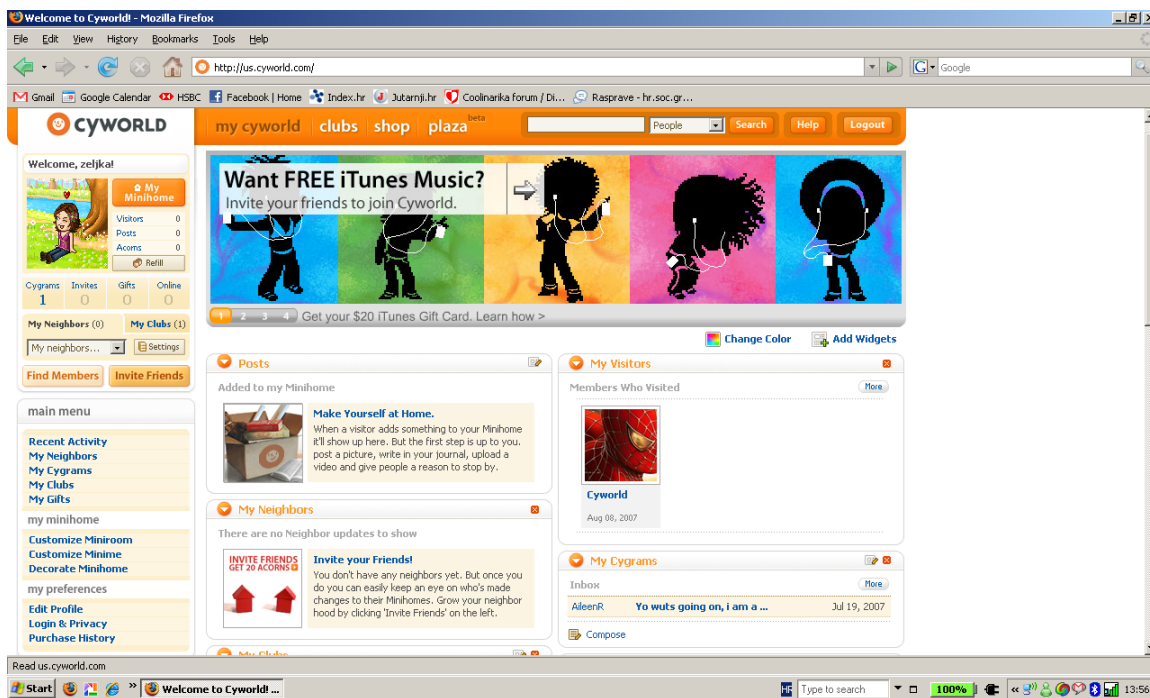 Welcome to Cyworld! - Mozilla Firefox
File Edit View History Bookmarks Tools Help
http://us.cyworld.com/
G Google
Gmail Google Calendar HSBC Facebook | Home Index.hr Jutarnji.hr Coolinarika forum / Di... Rasprave - hr.soc.gr...
CYWORLD
my cyworld clubs shop plaza beta
People Search Help Logout
Welcome, zeljka!
My Minihome
Visitors 0
Posts 0
Acorns 0
Refill
Cygrams Invites Gifts Online
1 0 0 0
My Neighbors (0) My Clubs (1)
My neighbors... Settings
Find Members Invite Friends
main menu
Recent Activity
My Neighbors
My Cygrams
My Clubs
My Gifts
my minihome
Customize Miniroom
Customize Minime
Decorate Minihome
my preferences
Edit Profile
Login & Privacy
Purchase History
Want FREE iTunes Music?
Invite your friends to join Cyworld.
1 2 3 4 Get your $20 iTunes Gift Card. Learn how >
Change Color Add Widgets
Posts
Added to my Minihome
Make Yourself at Home.
When a visitor adds something to your Minihome
it'll show up here. But the first step is up to you.
post a picture, write in your journal, upload a
video and give people a reason to stop by.
My Neighbors
There are no Neighbor updates to show
INVITE FRIENDS
GET 20 ACORNS
Invite your Friends!
You don't have any neighbors yet. But once you
do you can easily keep an eye on who's made
changes to their Minihomes. Grow your neighbor
hood by clicking 'Invite Friends' on the left.
My Clubs
My Visitors
Members Who Visited More
Cyworld
Aug 08, 2007
My Cygrams
Inbox More
AileenR Yo wuts going on, i am a ... Jul 19, 2007
Compose
Read us.cyworld.com
Start Welcome to Cyworld! ... HR Type to search 100% 13:56